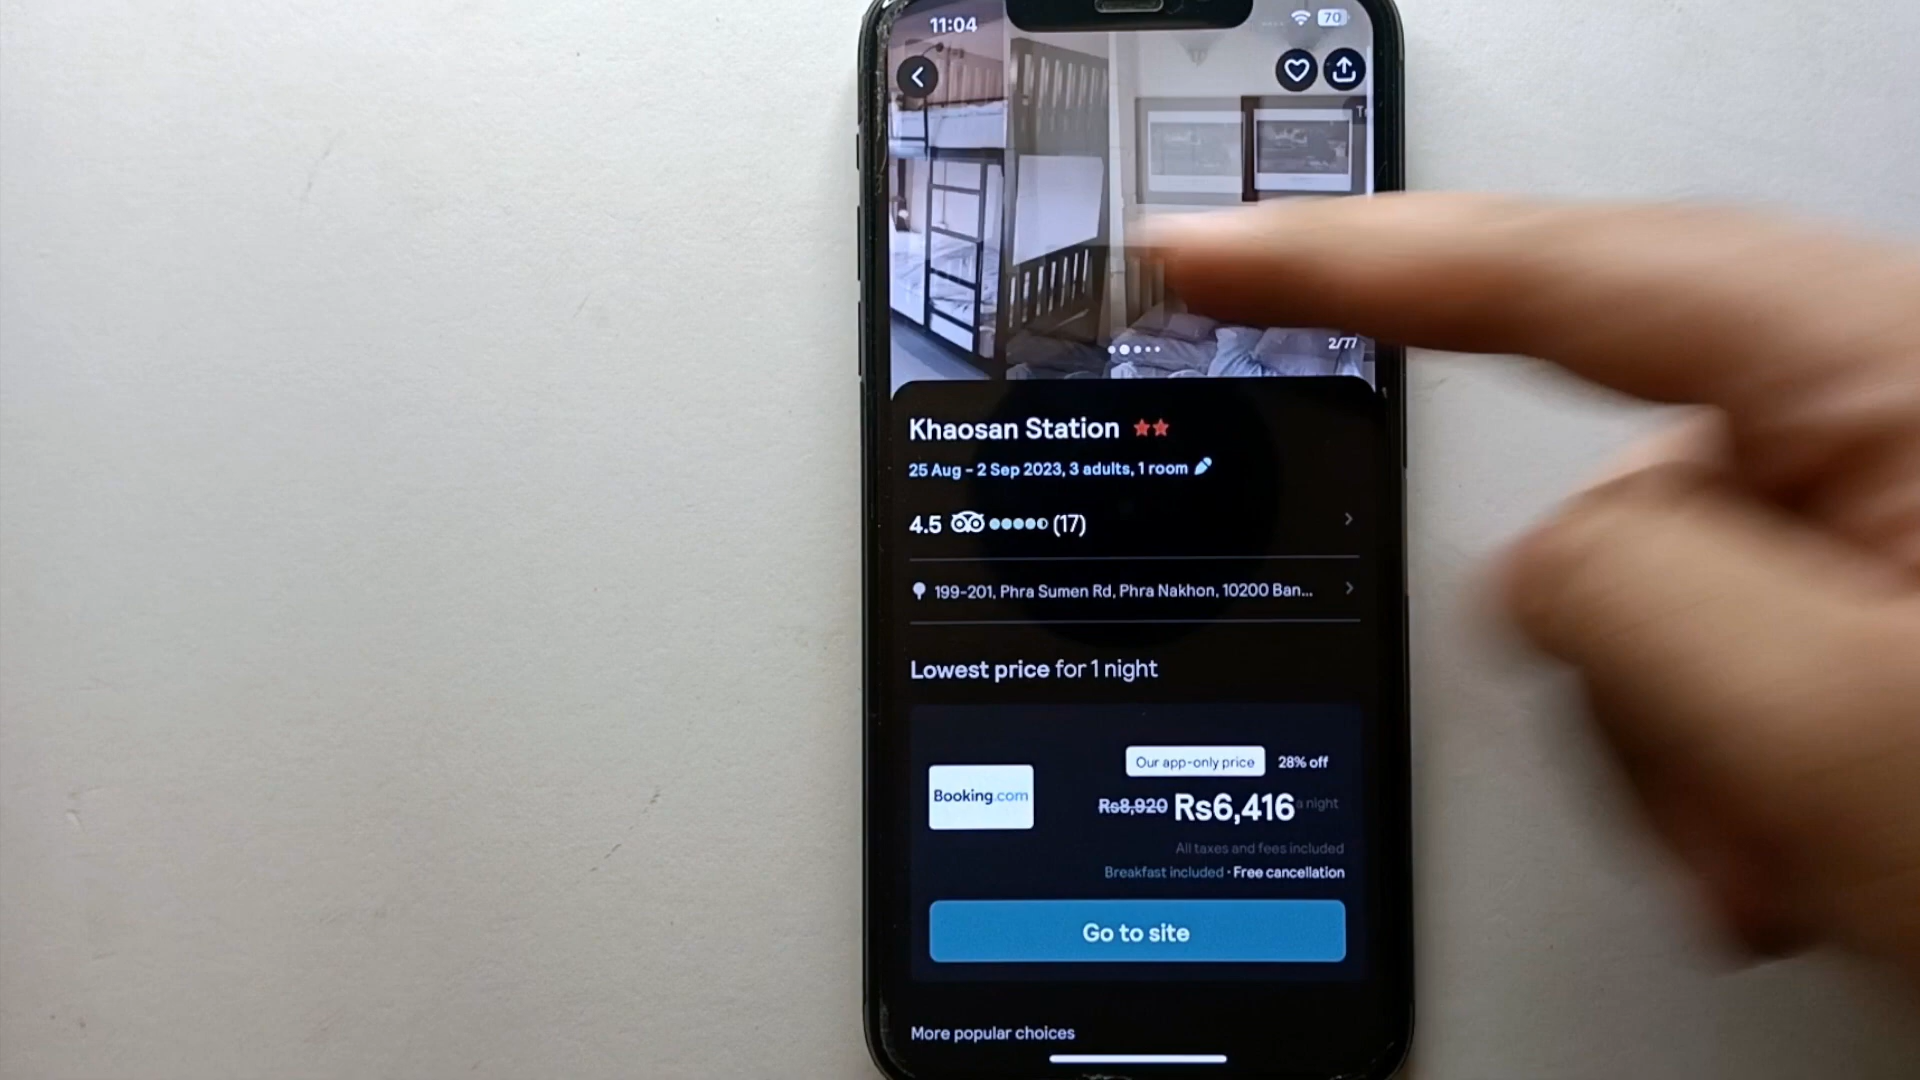 11:04
70
2/77
Khaosan Station
25 Aug - 2 Sep 2023, 3 adults, 1 room
4.5 (17)
199-201, Phra Sumen Rd, Phra Nakhon, 10200 Ban...
Lowest price for 1 night
Our app-only price 28% off
Booking.com
Rs8,920 Rs6,416 a night
All taxes and fees included
Breakfast included · Free cancellation
Go to site
More popular choices